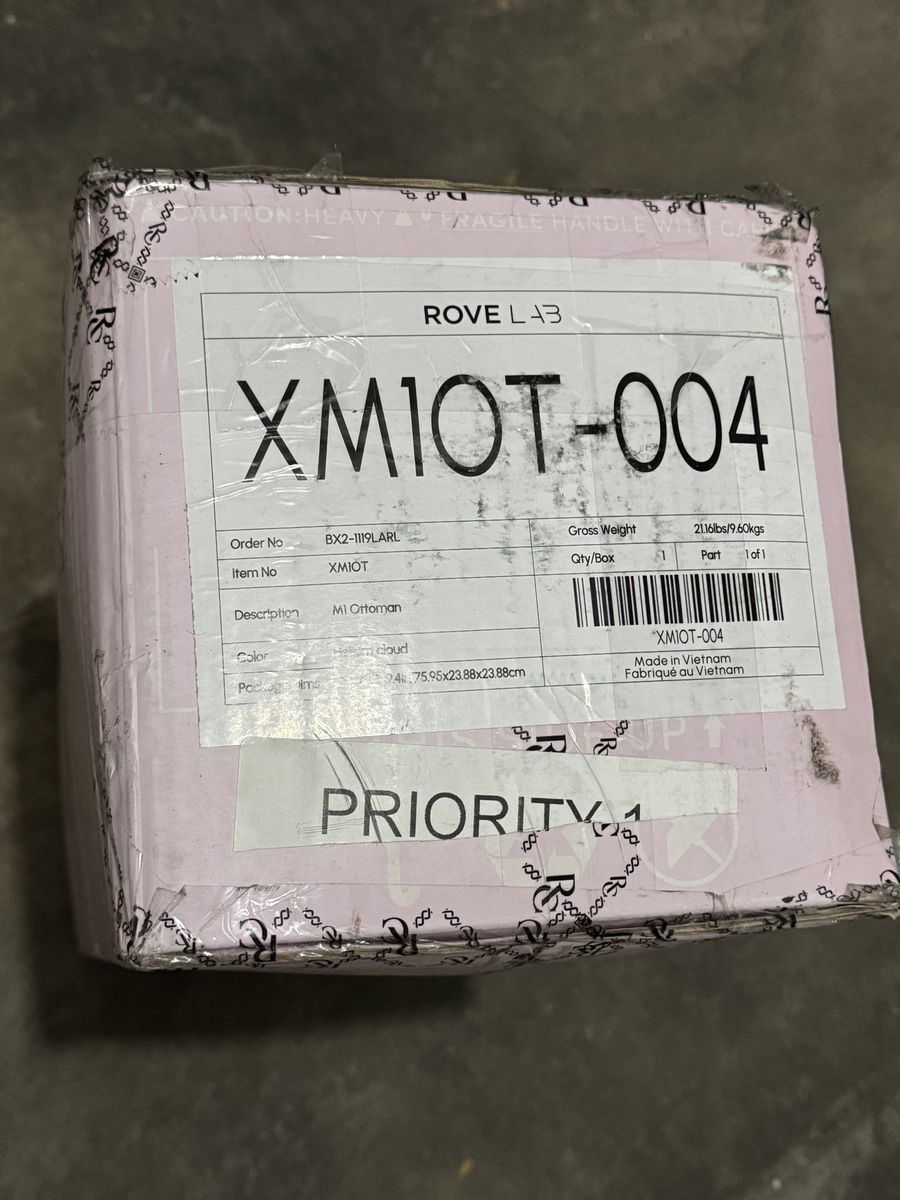 CAUTION:HEAVY FRAGILE HANDLE WITH
ROVE LAB
XM1OT-004
Order No BX2-1119LARL
Gross Weight 21.16lbs/9.60kgs
Item No XM1OT
Qty/Box 1 Part 1 of 1
Description M1 Ottoman
XM1OT-004
Color cloud
Made in Vietnam
Fabriqué au Vietnam
75.95x23.88x23.88cm
UP
PRIORITY 1